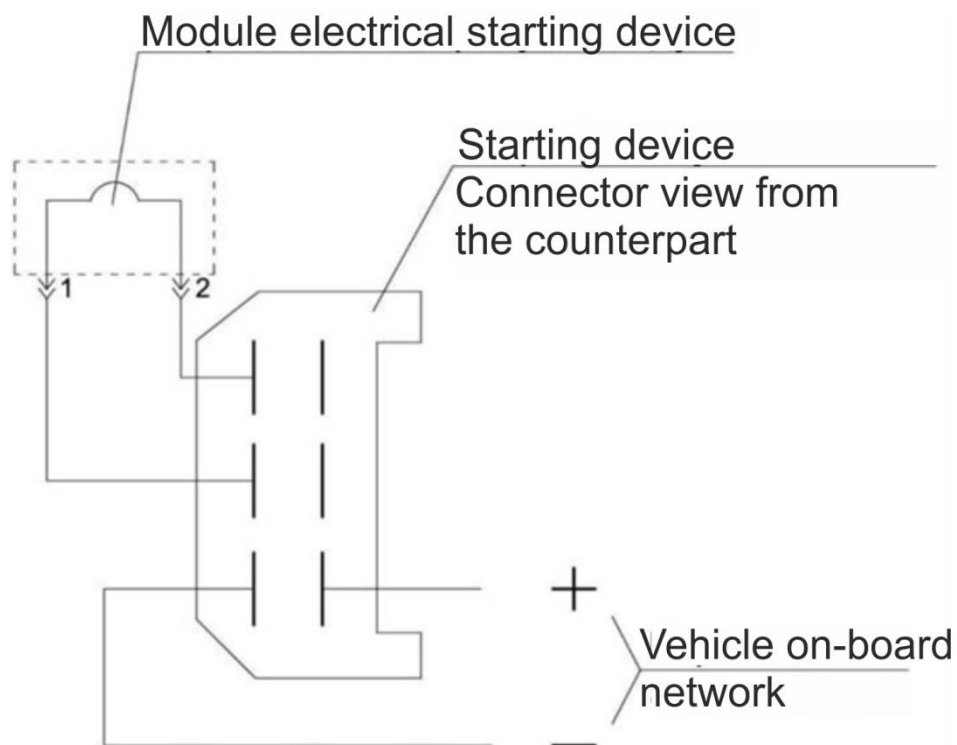 Module electrical starting device
Starting device
Connector view from
the counterpart
1
2
+
Vehicle on-board
network
−